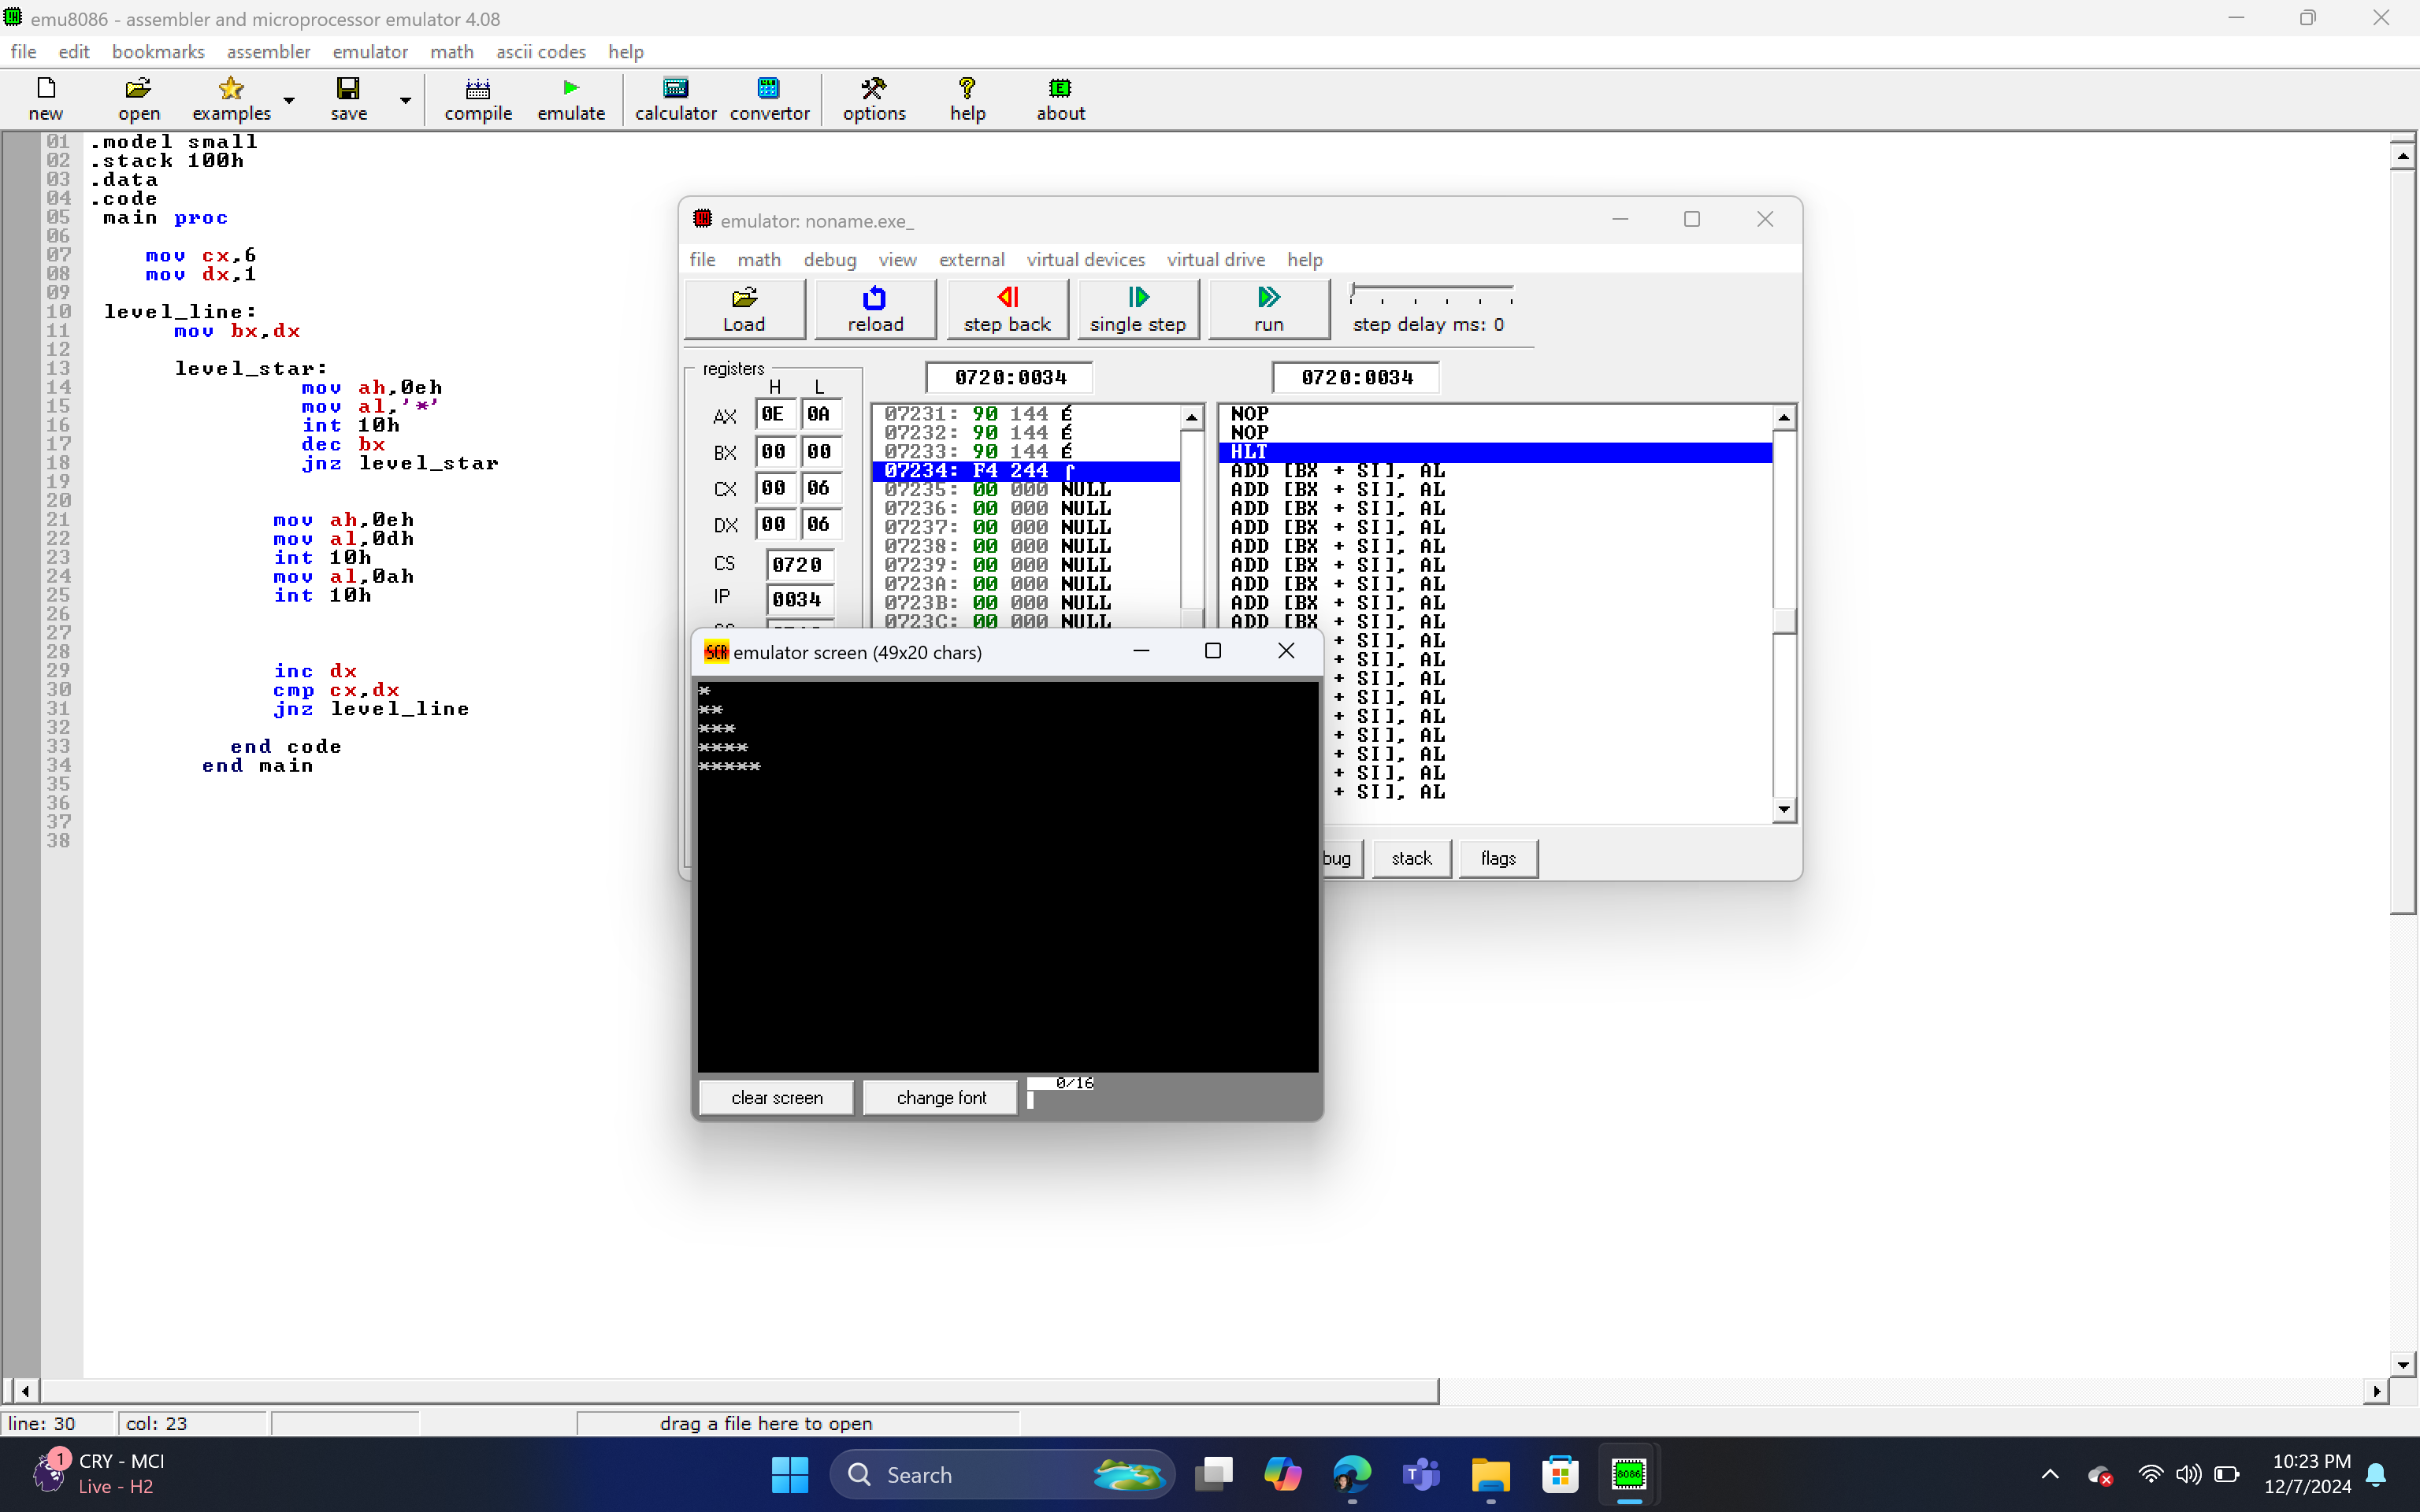 emu8086 - assembler and microprocessor emulator 4.08
file edit bookmarks assembler emulator math ascii codes help
new open examples save compile emulate calculator convertor options help about
01 .model small
02 .stack 100h
03 .data
04 .code
05 main proc
06
07 mov cx,6
08 mov dx,1
09
10 level_line:
11 mov bx,dx
12
13 level_star:
14 mov ah,0eh
15 mov al,'*'
16 int 10h
17 dec bx
18 jnz level_star
19
20
21 mov ah,0eh
22 mov al,0dh
23 int 10h
24 mov al,0ah
25 int 10h
26
27
28
29 inc dx
30 cmp cx,dx
31 jnz level_line
32
33 end code
34 end main
35
36
37
38
emulator: noname.exe_
file math debug view external virtual devices virtual drive help
Load reload step back single step run step delay ms: 0
registers
H L
AX 0E 0A
BX 00 00
CX 00 06
DX 00 06
CS 0720
IP 0034
0720:0034
07231: 90 144 É
07232: 90 144 É
07233: 90 144 É
07234: F4 244 ⌠
07235: 00 000 NULL
07236: 00 000 NULL
07237: 00 000 NULL
07238: 00 000 NULL
07239: 00 000 NULL
0723A: 00 000 NULL
0723B: 00 000 NULL
0723C: 00 000 NULL
0720:0034
NOP
NOP
HLT
ADD [BX + SI], AL
ADD [BX + SI], AL
ADD [BX + SI], AL
ADD [BX + SI], AL
ADD [BX + SI], AL
ADD [BX + SI], AL
ADD [BX + SI], AL
ADD [BX + SI], AL
ADD [BX + SI], AL
+ SI], AL
+ SI], AL
+ SI], AL
+ SI], AL
+ SI], AL
+ SI], AL
+ SI], AL
+ SI], AL
+ SI], AL
bug stack flags
SCR emulator screen (49x20 chars)
*
**
***
****
*****
clear screen change font 0/16
line: 30 col: 23 drag a file here to open
1 CRY - MCI
Live - H2
Search
8086
10:23 PM
12/7/2024